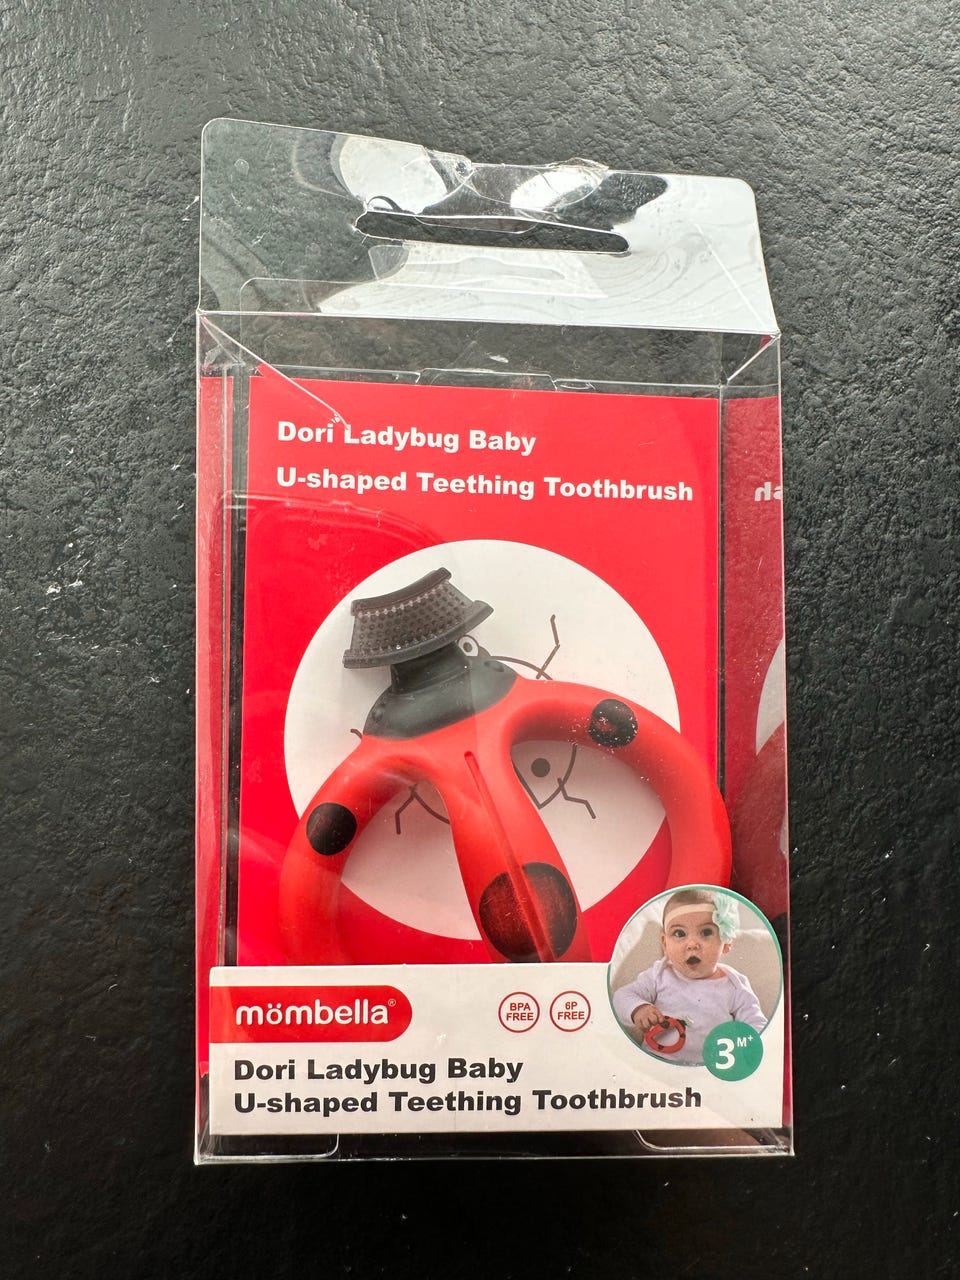 Dori Ladybug Baby
U-shaped Teething Toothbrush
mömbella®
BPA
FREE
6P
FREE
3M+
Dori Ladybug Baby
U-shaped Teething Toothbrush